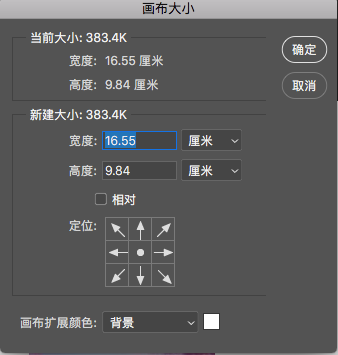 画布大小
当前大小: 383.4K
宽度: 16.55 厘米
高度: 9.84 厘米
确定
取消
新建大小: 383.4K
宽度: 16.55 厘米
高度: 9.84 厘米
相对
定位:
画布扩展颜色: 背景